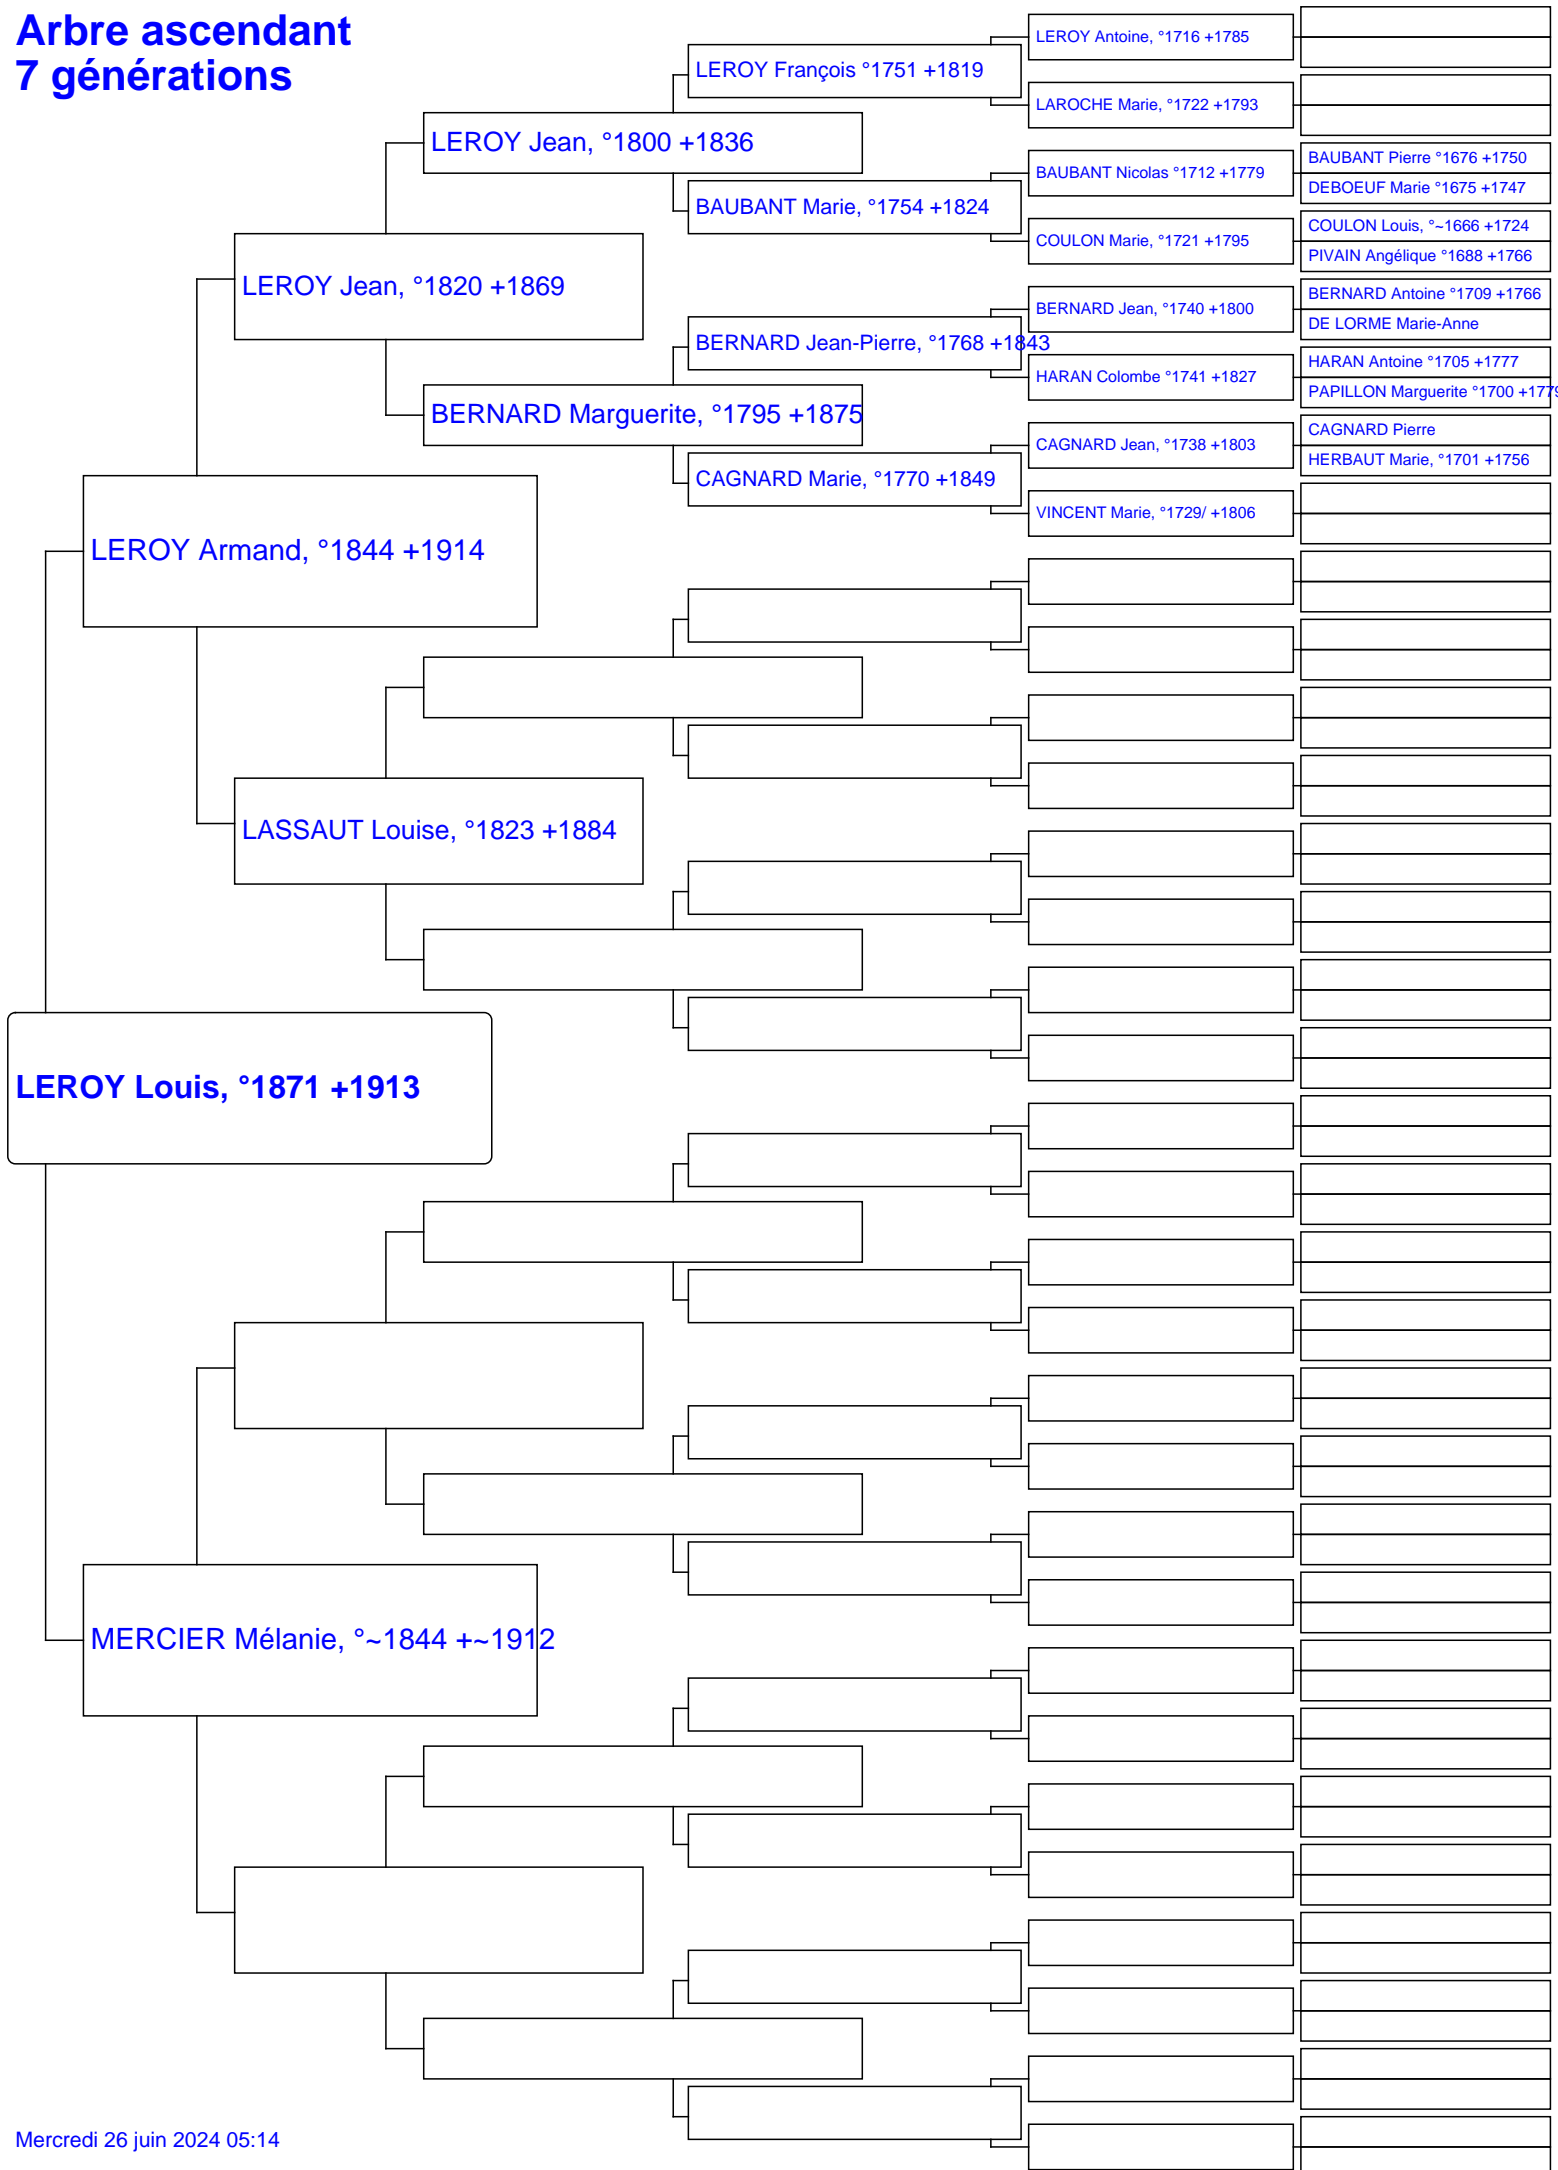 Arbre ascendant
7 générations
LEROY Louis, °1871 +1913
LEROY Armand, °1844 +1914
MERCIER Mélanie, °~1844 +~1912
LEROY Jean, °1820 +1869
LASSAUT Louise, °1823 +1884
LEROY Jean, °1800 +1836
BERNARD Marguerite, °1795 +1875
LEROY François °1751 +1819
BAUBANT Marie, °1754 +1824
BERNARD Jean-Pierre, °1768 +1843
CAGNARD Marie, °1770 +1849
LEROY Antoine, °1716 +1785
LAROCHE Marie, °1722 +1793
BAUBANT Nicolas °1712 +1779
COULON Marie, °1721 +1795
BERNARD Jean, °1740 +1800
HARAN Colombe °1741 +1827
CAGNARD Jean, °1738 +1803
VINCENT Marie, °1729/ +1806
BAUBANT Pierre °1676 +1750
DEBOEUF Marie °1675 +1747
COULON Louis, °~1666 +1724
PIVAIN Angélique °1688 +1766
BERNARD Antoine °1709 +1766
DE LORME Marie-Anne
HARAN Antoine °1705 +1777
PAPILLON Marguerite °1700 +1779
CAGNARD Pierre
HERBAUT Marie, °1701 +1756
Mercredi 26 juin 2024 05:14